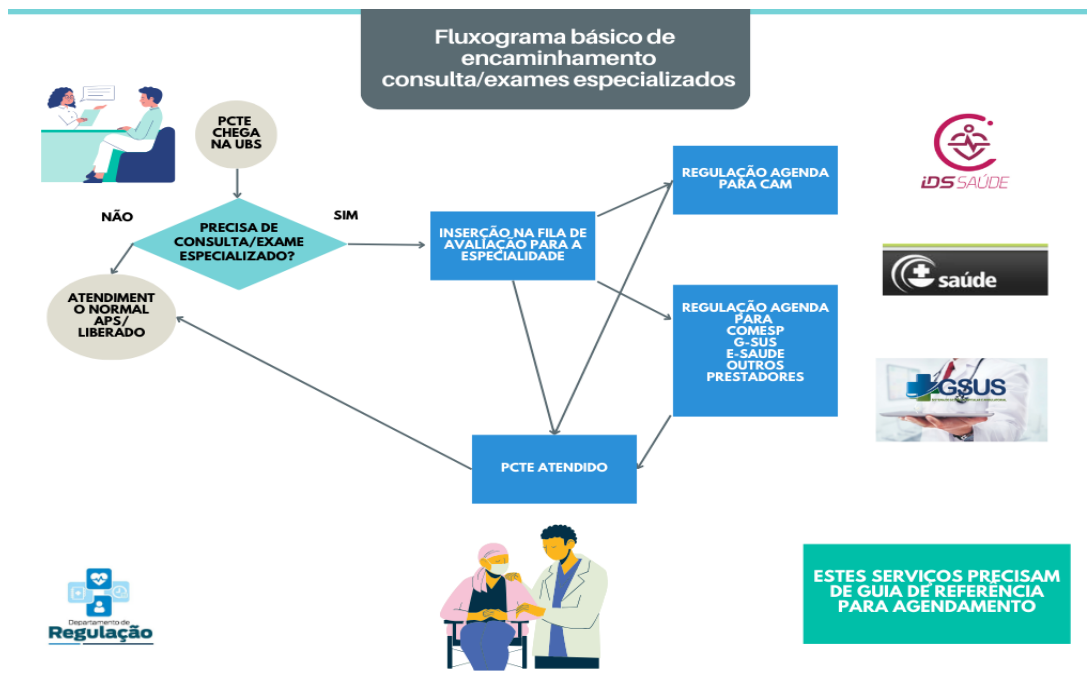 Fluxograma básico de
encaminhamento
consulta/exames especializados
PCTE
CHEGA
NA UBS
NÃO
SIM
PRECISA DE
CONSULTA/EXAME
ESPECIALIZADO?
ATENDIMENT
O NORMAL
APS/
LIBERADO
INSERÇÃO NA FILA DE
AVALIAÇÃO PARA A
ESPECIALIDADE
REGULAÇÃO AGENDA
PARA CAM
REGULAÇÃO AGENDA
PARA
COMESP
G-SUS
E-SAUDE
OUTROS
PRESTADORES
PCTE ATENDIDO
iDS SAÚDE
saúde
GSUS
Departamento de
Regulação
ESTES SERVIÇOS PRECISAM
DE GUIA DE REFERÊNCIA
PARA AGENDAMENTO